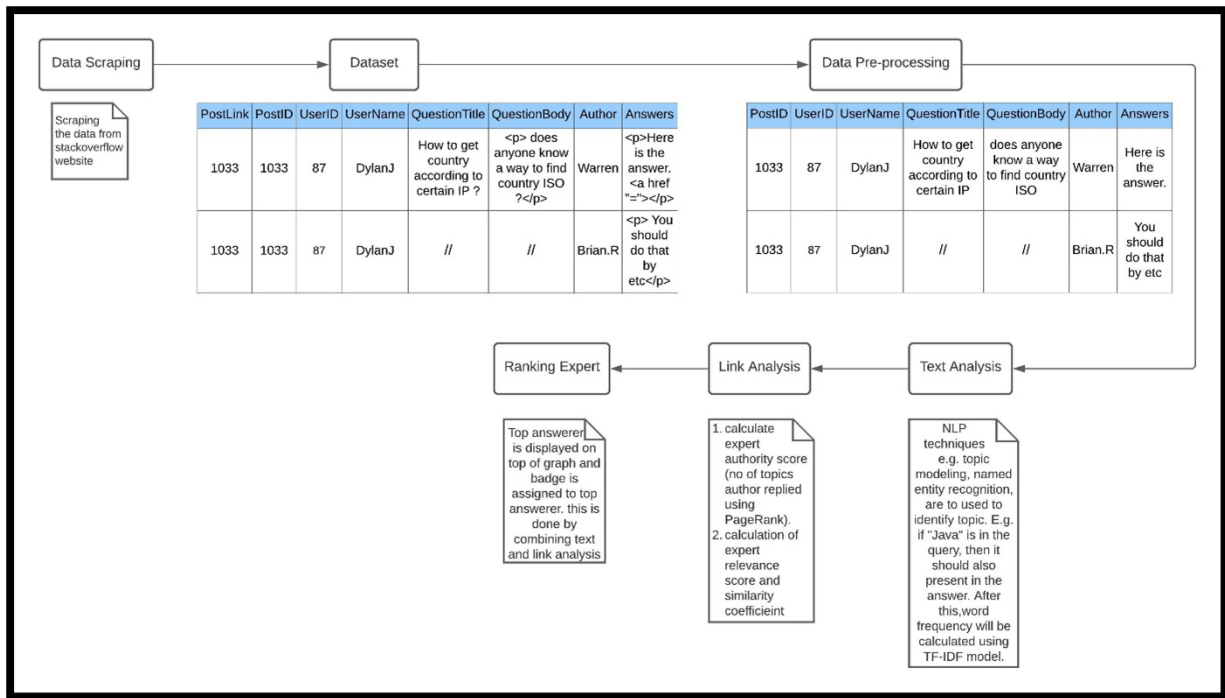 Data Scraping
Dataset
Data Pre-processing
Scraping
the data from
stackoverflow
website
PostLink PostID UserID UserName QuestionTitle QuestionBody Author Answers
1033 1033 87 DylanJ
How to get
country
according to
certain IP ?
<p> does
anyone know
a way to find
country ISO
?</p>
Warren
<p>Here
is the
answer.
<a href
"="></p>
1033 1033 87 DylanJ // // Brian.R
<p> You
should
do that
by
etc</p>
PostID UserID UserName QuestionTitle QuestionBody Author Answers
1033 87 DylanJ
How to get
country
according to
certain IP
does anyone
know a way
to find country
ISO
Warren
Here is
the
answer.
1033 87 DylanJ // // Brian.R
You
should
do that
by etc
Ranking Expert
Link Analysis
Text Analysis
Top answerer
is displayed on
top of graph and
badge is
assigned to top
answerer. this is
done by
combining text
and link analysis
1. calculate
expert
authority score
(no of topics
author replied
using
PageRank).
2. calculation of
expert
relevance
score and
similarity
coefficieint
NLP
techniques
e.g. topic
modeling, named
entity recognition,
are to used to
identify topic. E.g.
if "Java" is in the
query, then it
should also
present in the
answer. After
this,word
frequency will be
calculated using
TF-IDF model.